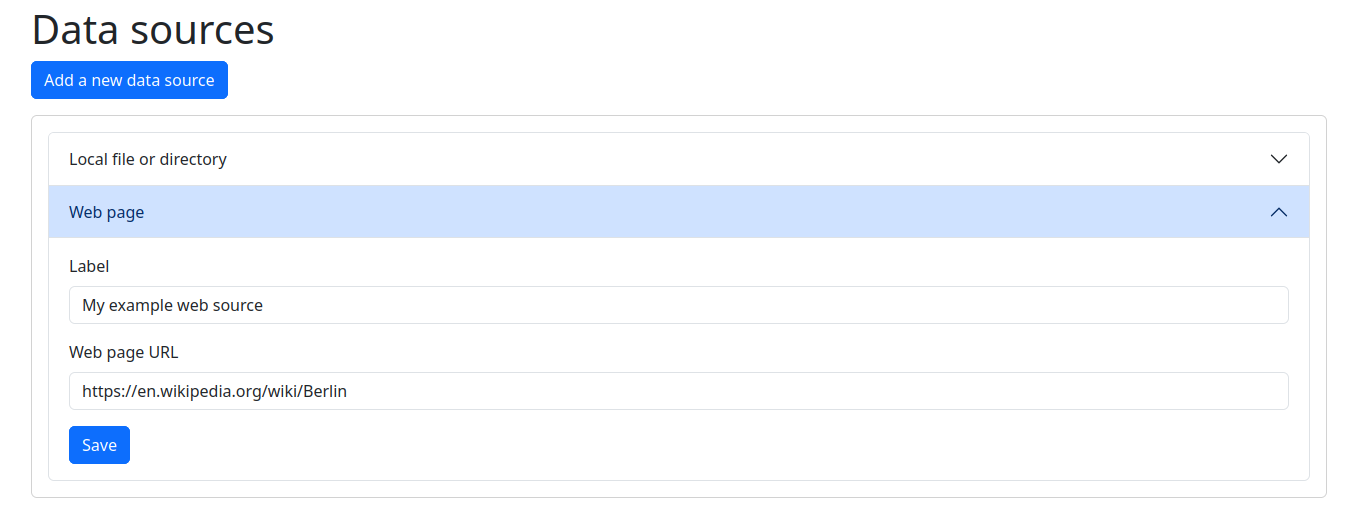 Data sources
Add a new data source
Local file or directory
Web page
Label
My example web source
Web page URL
https://en.wikipedia.org/wiki/Berlin
Save